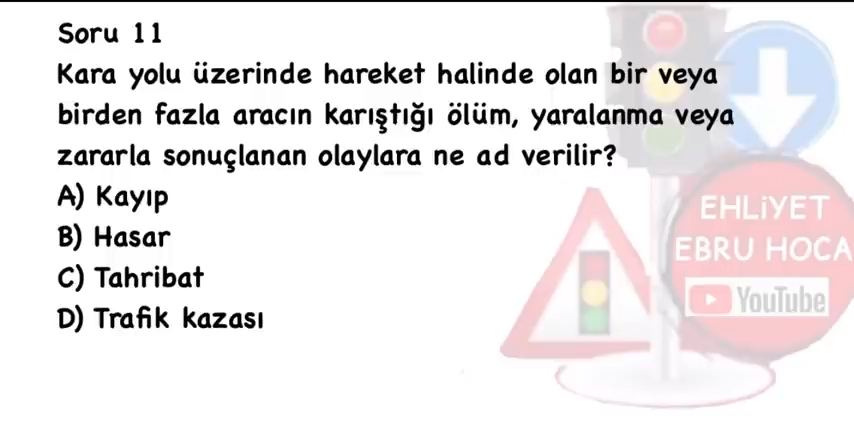 Soru 11
Kara yolu üzerinde hareket halinde olan bir veya
birden fazla aracın karıştığı ölüm, yaralanma veya
zararla sonuçlanan olaylara ne ad verilir?
A) Kayıp
B) Hasar
C) Tahribat
D) Trafik kazası
EHLİYET
EBRU HOCA
YouTube